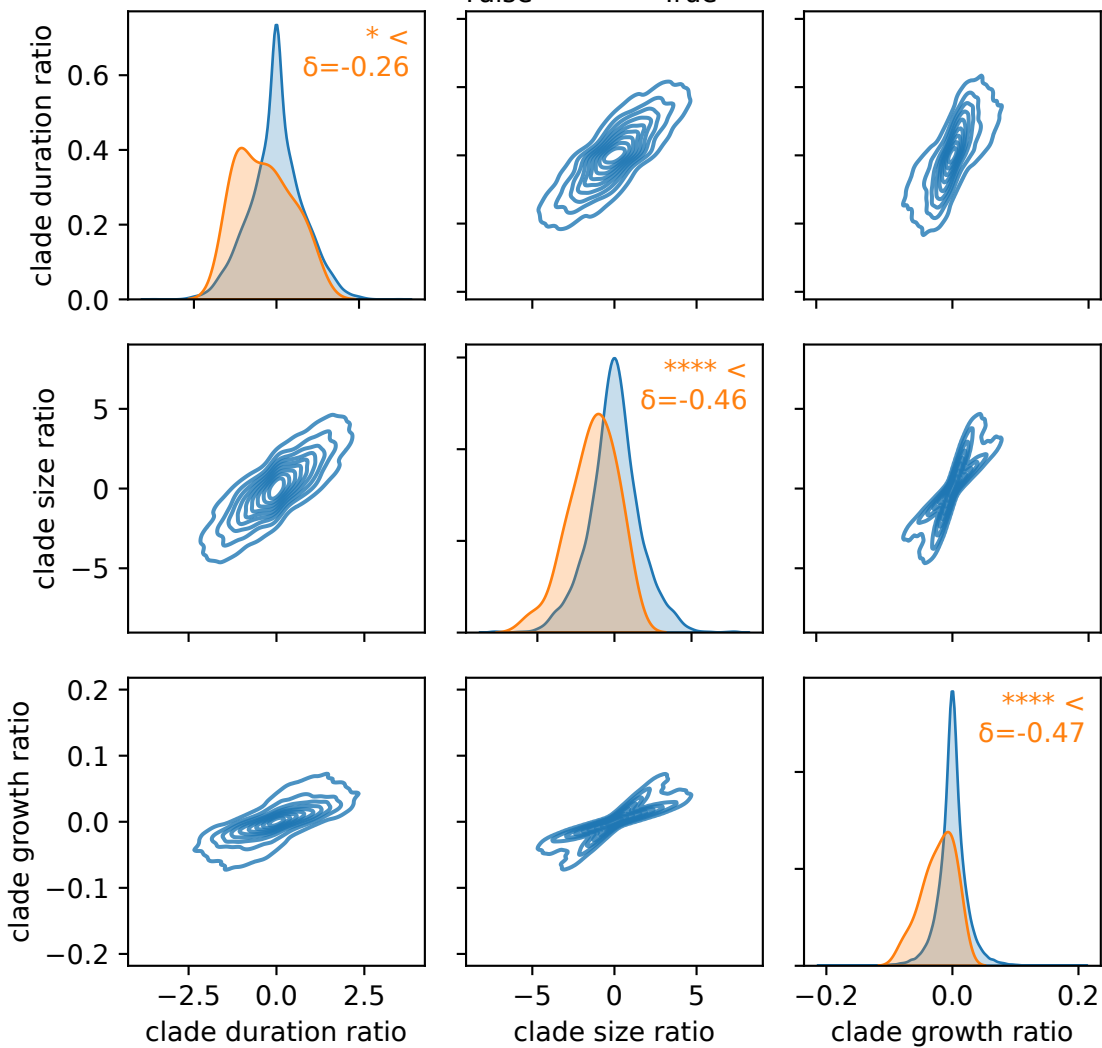 False True
* <
δ=-0.26
clade duration ratio
0.6
0.4
0.2
0.0
**** <
δ=-0.46
clade size ratio
5
0
−5
**** <
δ=-0.47
clade growth ratio
0.2
0.1
0.0
−0.1
−0.2
−2.5 0.0 2.5
−5 0 5
−0.2 0.0 0.2
clade duration ratio
clade size ratio
clade growth ratio